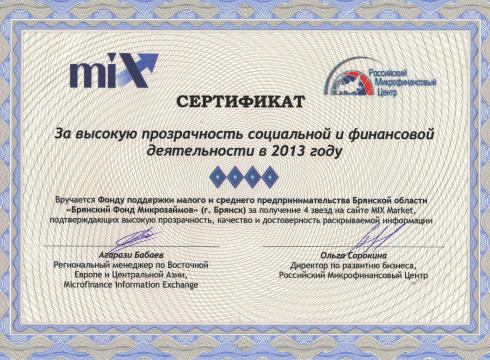 miX
Российский
Микрофинансовый
Центр
СЕРТИФИКАТ
За высокую прозрачность социальной и финансовой
деятельности в 2013 году
Вручается Фонду поддержки малого и среднего предпринимательства Брянской области
«Брянский Фонд Микрозаймов» (г. Брянск) за получение 4 звезд на сайте MIX Market,
подтверждающих высокую прозрачность, качество и достоверность раскрываемой информации
Агарази Бабаев
Региональный менеджер по Восточной
Европе и Центральной Азии,
Microfinance Information Exchange
Ольга Сорокина
Директор по развитию бизнеса,
Российский Микрофинансовый Центр